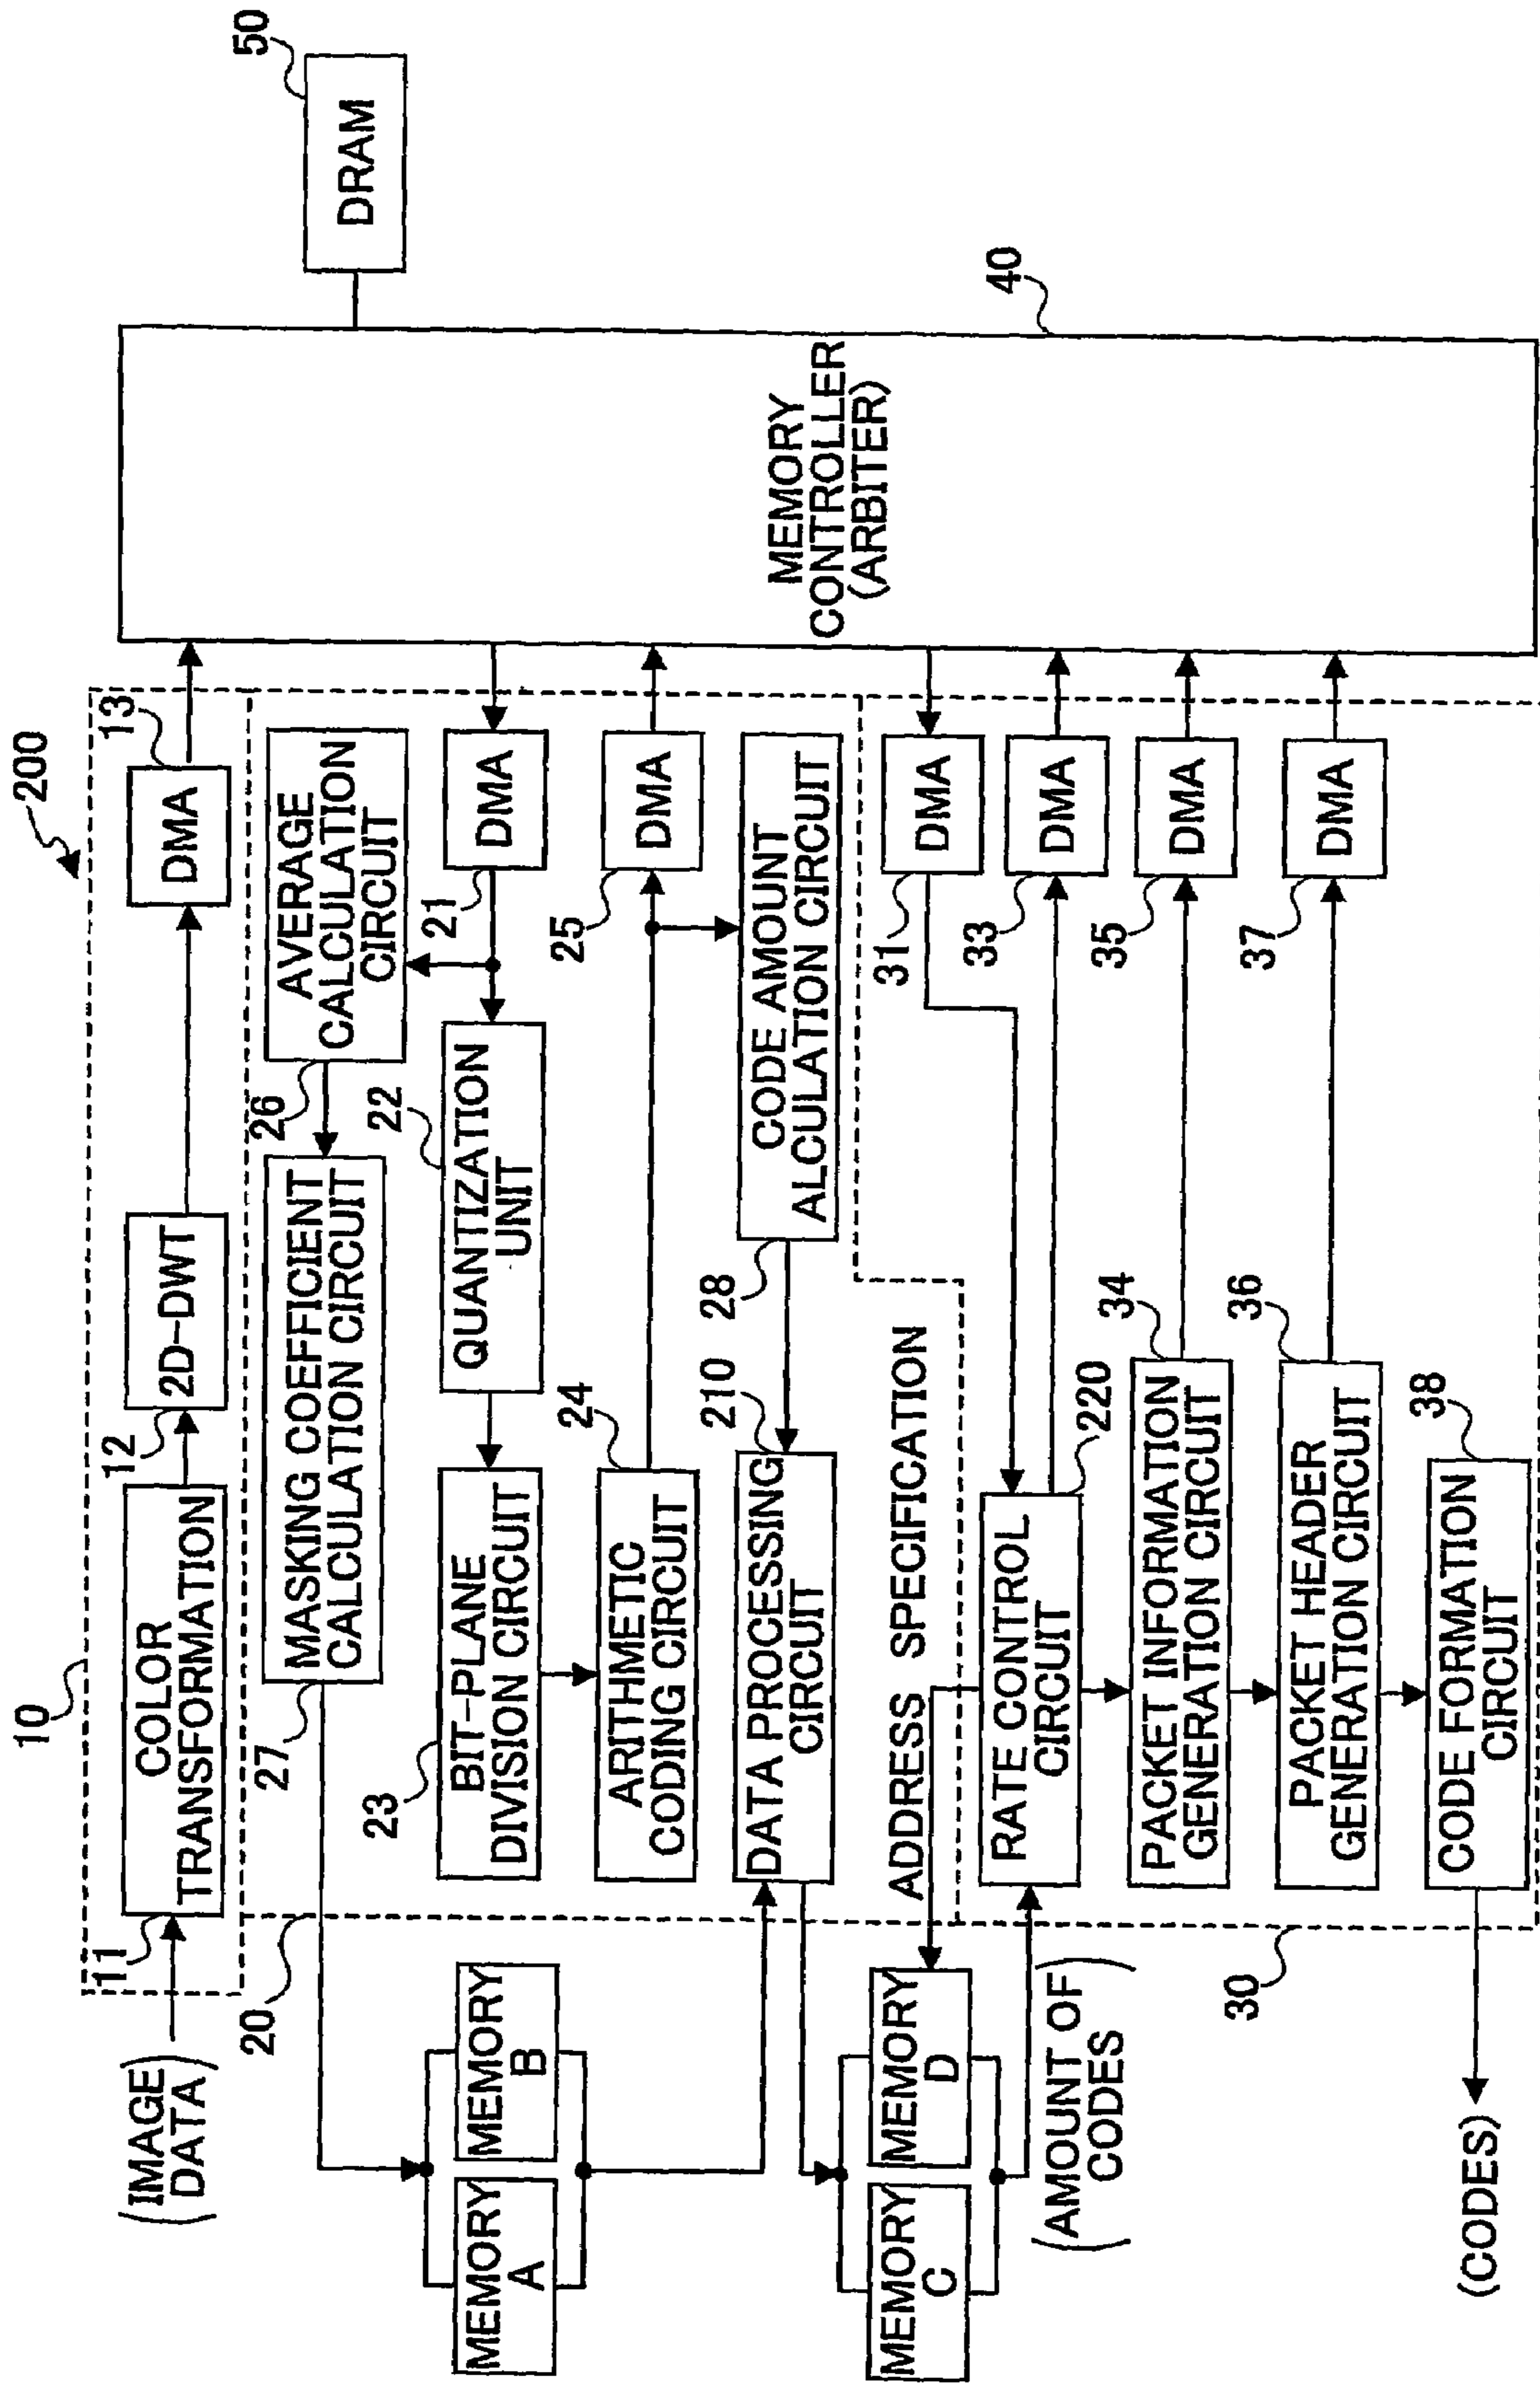 200
10
(IMAGE
DATA)
11
COLOR
TRANSFORMATION
12
2D-DWT
13
DMA
50
DRAM
20
27
MASKING COEFFICIENT
CALCULATION CIRCUIT
26
AVERAGE
CALCULATION
CIRCUIT
MEMORY
A
MEMORY
B
23
BIT-PLANE
DIVISION CIRCUIT
22
QUANTIZATION
UNIT
21
DMA
ARITHMETIC
CODING CIRCUIT
24
25
DMA
DATA PROCESSING
CIRCUIT
210
28
CODE AMOUNT
ALCULATION CIRCUIT
MEMORY
CONTROLLER
(ARBITER)
40
MEMORY
C
MEMORY
D
ADDRESS SPECIFICATION
31
DMA
(AMOUNT OF
CODES)
RATE CONTROL
CIRCUIT
220
33
DMA
PACKET INFORMATION
GENERATION CIRCUIT
34
35
DMA
30
PACKET HEADER
GENERATION CIRCUIT
36
37
DMA
(CODES)
CODE FORMATION
CIRCUIT
38